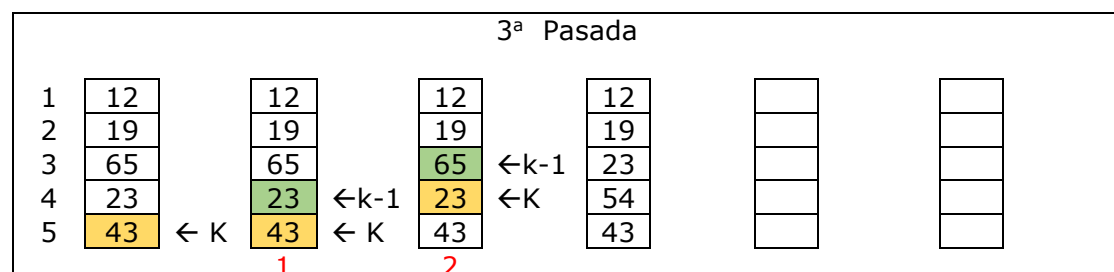 3ª Pasada
1 12 12 12 12
2 19 19 19 19
3 65 65 65 ←k-1 23
4 23 23 ←k-1 23 ←K 54
5 43 ← K 43 ← K 43 43
1 2